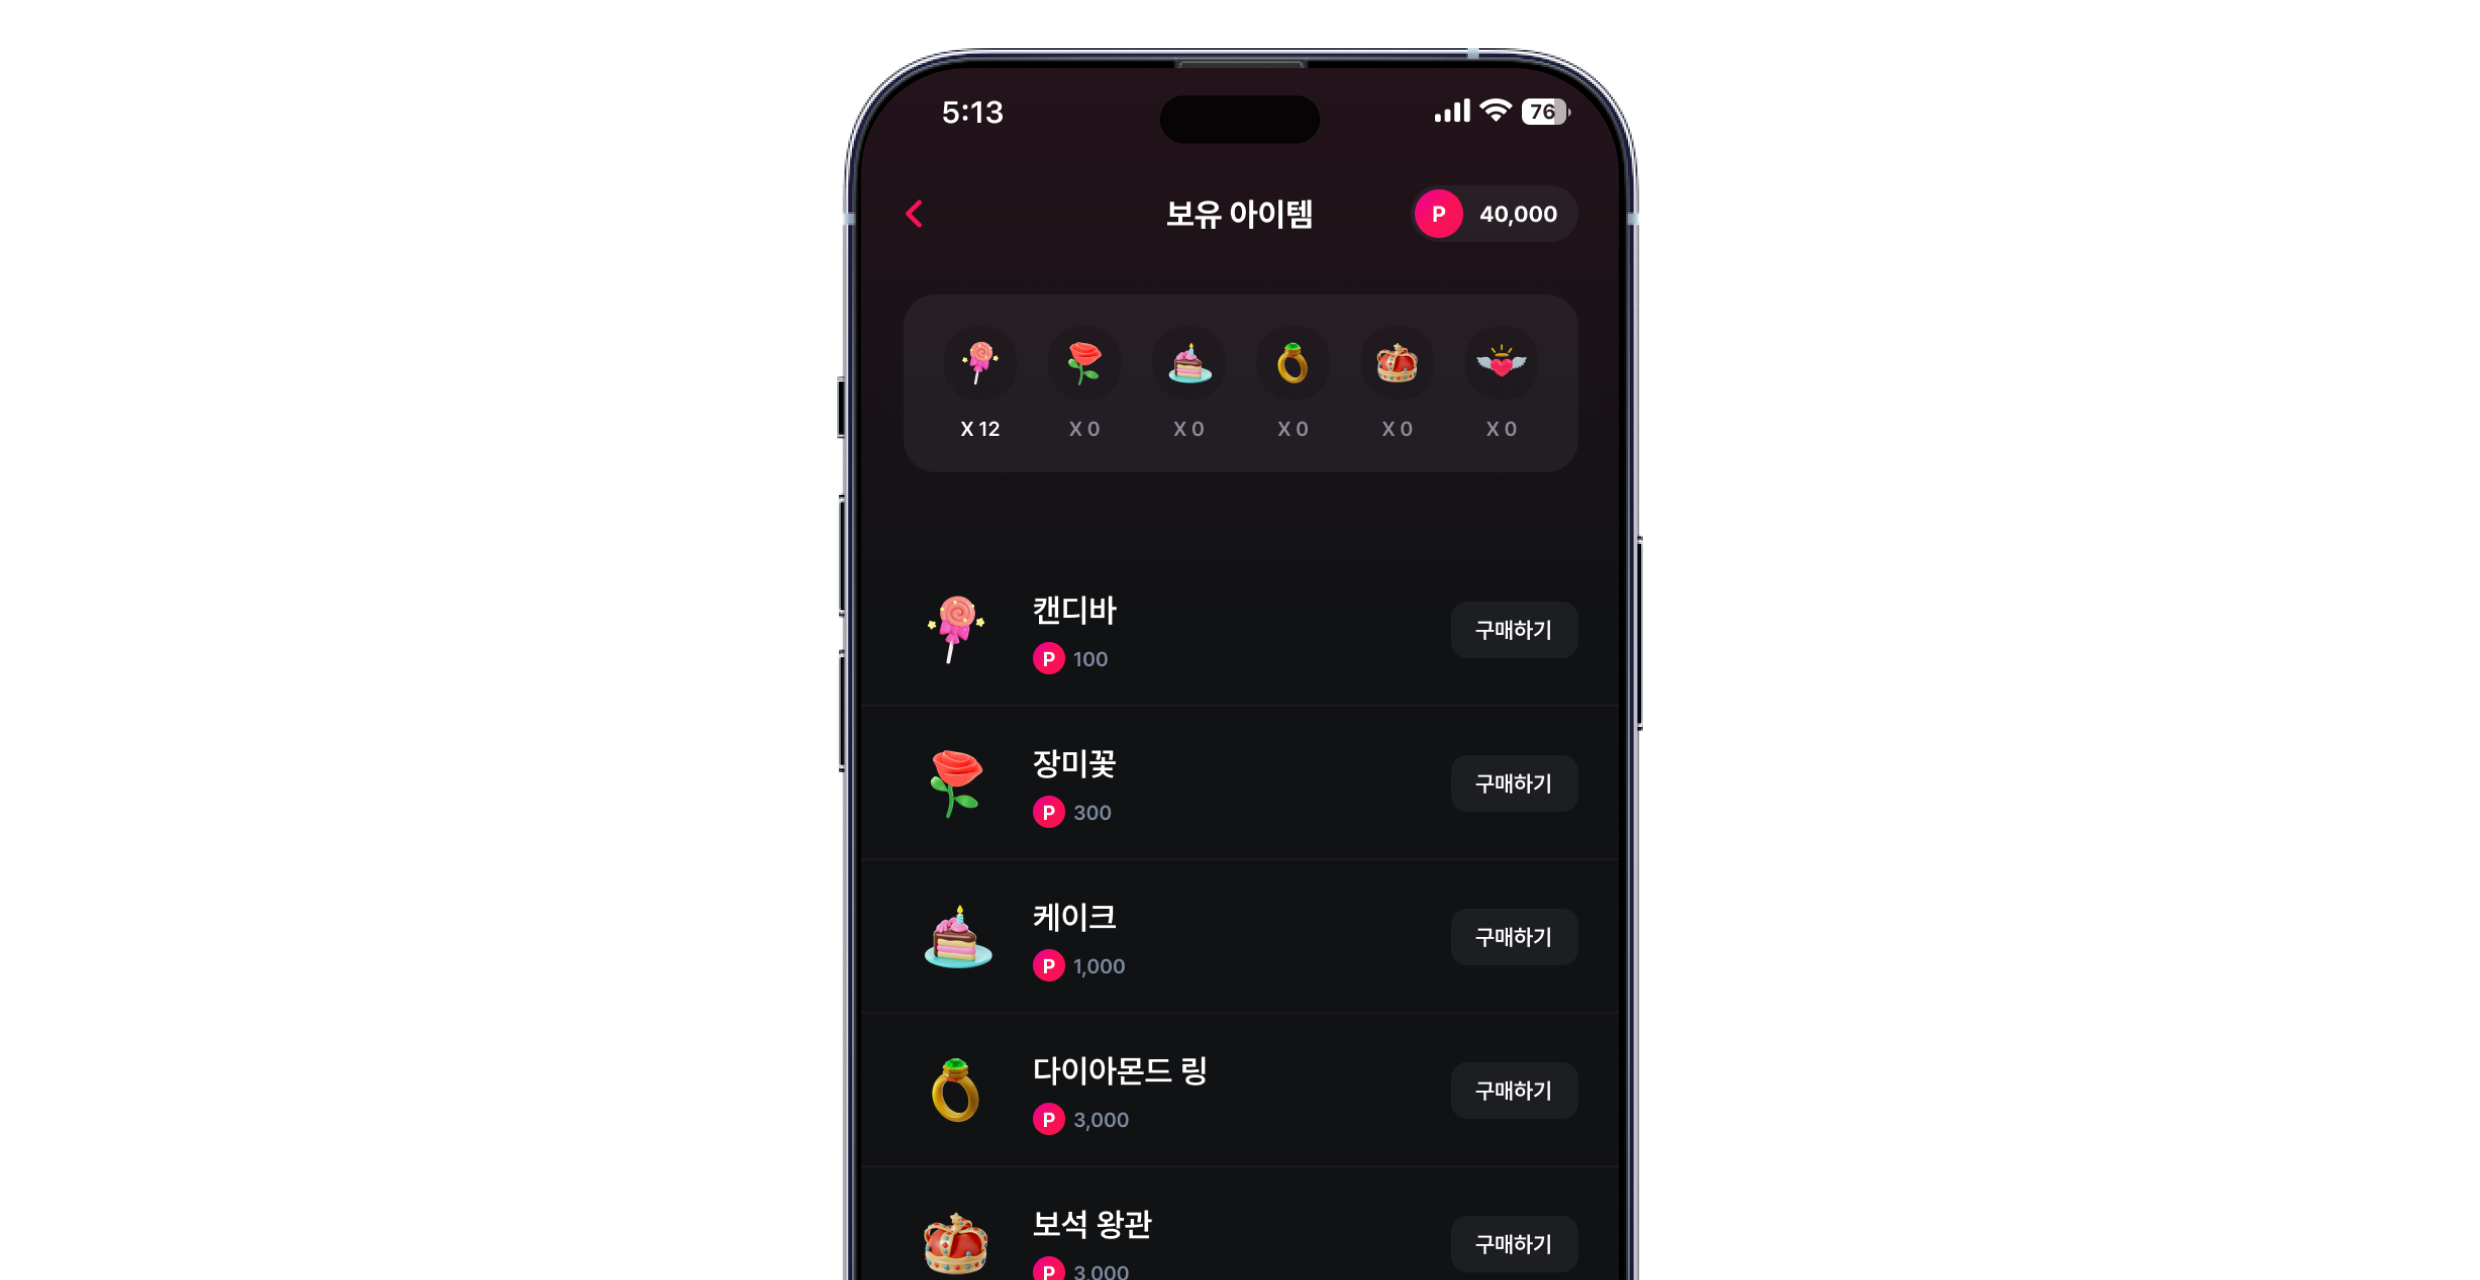 5:13
76
보유 아이템
P 40,000
X 12
X 0
X 0
X 0
X 0
X 0
캔디바
P 100
구매하기
장미꽃
P 300
구매하기
케이크
P 1,000
구매하기
다이아몬드 링
P 3,000
구매하기
보석 왕관
P 3,000
구매하기